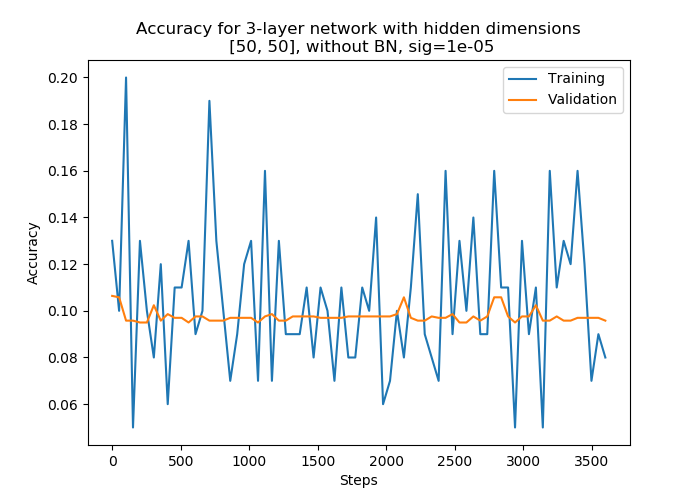 Accuracy for 3-layer network with hidden dimensions
[50, 50], without BN, sig=1e-05
Training
Validation
0.20
0.18
0.16
0.14
0.12
0.10
0.08
0.06
Accuracy
0 500 1000 1500 2000 2500 3000 3500
Steps